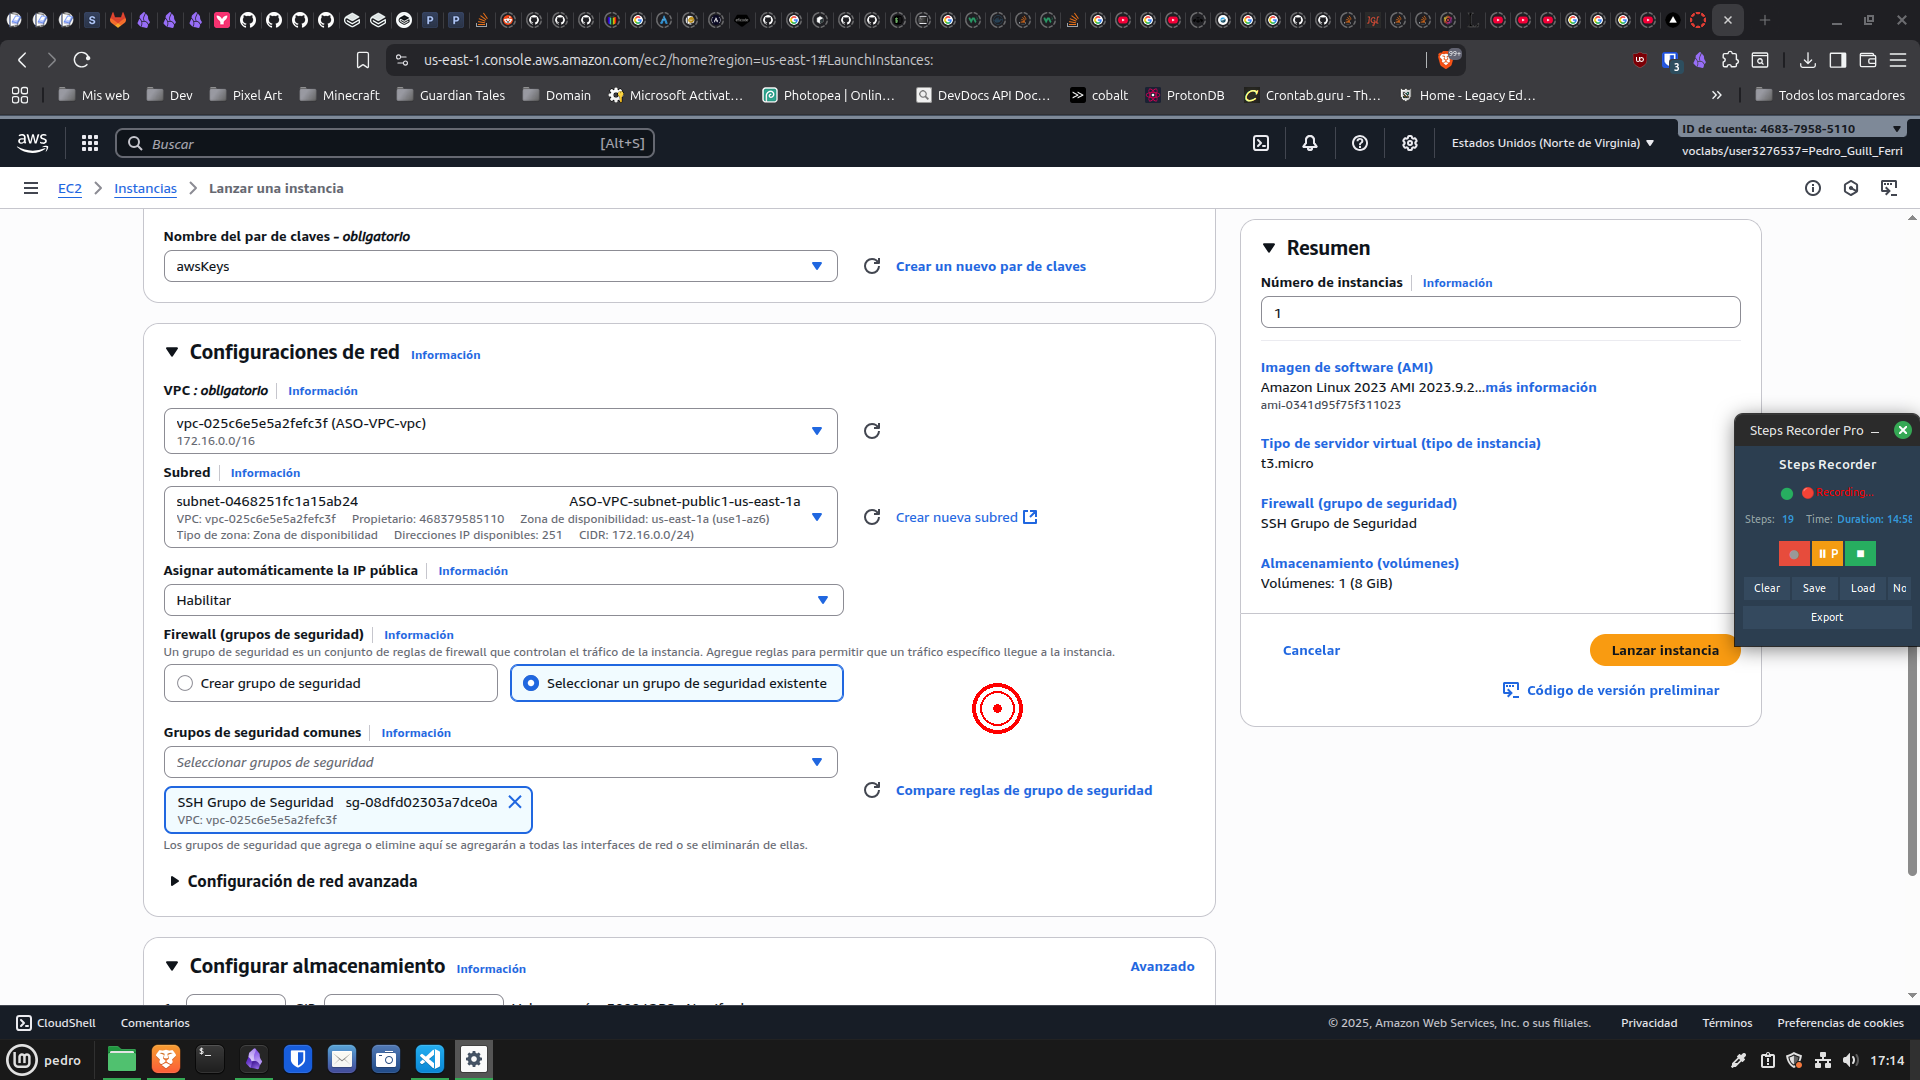 us-east-1.console.aws.amazon.com/ec2/home?region=us-east-1#LaunchInstances:
Mis web
Dev
Pixel Art
Minecraft
Guardian Tales
Domain
Microsoft Activat...
Photopea | Onlin...
DevDocs API Doc...
cobalt
ProtonDB
Crontab.guru - Th...
Home - Legacy Ed...
Todos los marcadores
aws
Buscar
[Alt+S]
Estados Unidos (Norte de Virginia)
ID de cuenta: 4683-7958-5110
voclabs/user3276537=Pedro_Guill_Ferri
EC2
Instancias
Lanzar una instancia
Nombre del par de claves - obligatorio
awsKeys
Crear un nuevo par de claves
Configuraciones de red
Información
VPC : obligatorio
Información
vpc-025c6e5e5a2fefc3f (ASO-VPC-vpc)
172.16.0.0/16
Subred
Información
subnet-0468251fc1a15ab24 ASO-VPC-subnet-public1-us-east-1a
VPC: vpc-025c6e5e5a2fefc3f Propietario: 468379585110 Zona de disponibilidad: us-east-1a (use1-az6)
Tipo de zona: Zona de disponibilidad Direcciones IP disponibles: 251 CIDR: 172.16.0.0/24)
Crear nueva subred
Asignar automáticamente la IP pública
Información
Habilitar
Firewall (grupos de seguridad)
Información
Un grupo de seguridad es un conjunto de reglas de firewall que controlan el tráfico de la instancia. Agregue reglas para permitir que un tráfico específico llegue a la instancia.
Crear grupo de seguridad
Seleccionar un grupo de seguridad existente
Grupos de seguridad comunes
Información
Seleccionar grupos de seguridad
SSH Grupo de Seguridad sg-08dfd02303a7dce0a
VPC: vpc-025c6e5e5a2fefc3f
Compare reglas de grupo de seguridad
Los grupos de seguridad que agrega o elimine aquí se agregarán a todas las interfaces de red o se eliminarán de ellas.
Configuración de red avanzada
Configurar almacenamiento
Información
Avanzado
Resumen
Número de instancias
Información
1
Imagen de software (AMI)
Amazon Linux 2023 AMI 2023.9.2...más información
ami-0341d95f75f311023
Tipo de servidor virtual (tipo de instancia)
t3.micro
Firewall (grupo de seguridad)
SSH Grupo de Seguridad
Almacenamiento (volúmenes)
Volúmenes: 1 (8 GiB)
Cancelar
Lanzar instancia
Código de versión preliminar
Steps Recorder Pro
Steps Recorder
Recording...
Steps: 19 Time: Duration: 14:58
P
Clear
Save
Load
No
Export
CloudShell
Comentarios
© 2025, Amazon Web Services, Inc. o sus filiales.
Privacidad
Términos
Preferencias de cookies
pedro
17:14